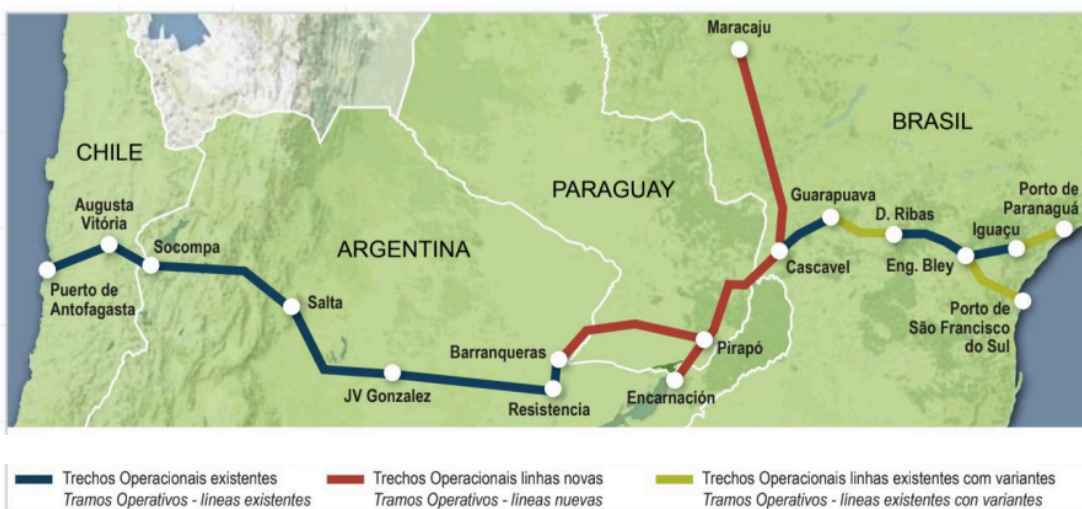 Maracaju
BRASIL
CHILE
PARAGUAY
Guarapuava
Porto de
Paranaguá
Augusta
Vitória
D. Ribas
Iguaçu
Socompa
ARGENTINA
Cascavel
Eng. Bley
Puerto de
Antofagasta
Salta
Porto de
São Francisco
do Sul
Barranqueras
Pirapó
JV Gonzalez
Resistencia
Encarnación
Trechos Operacionais existentes
Tramos Operativos - líneas existentes
Trechos Operacionais linhas novas
Tramos Operativos - líneas nuevas
Trechos Operacionais linhas existentes com variantes
Tramos Operativos - líneas existentes con variantes